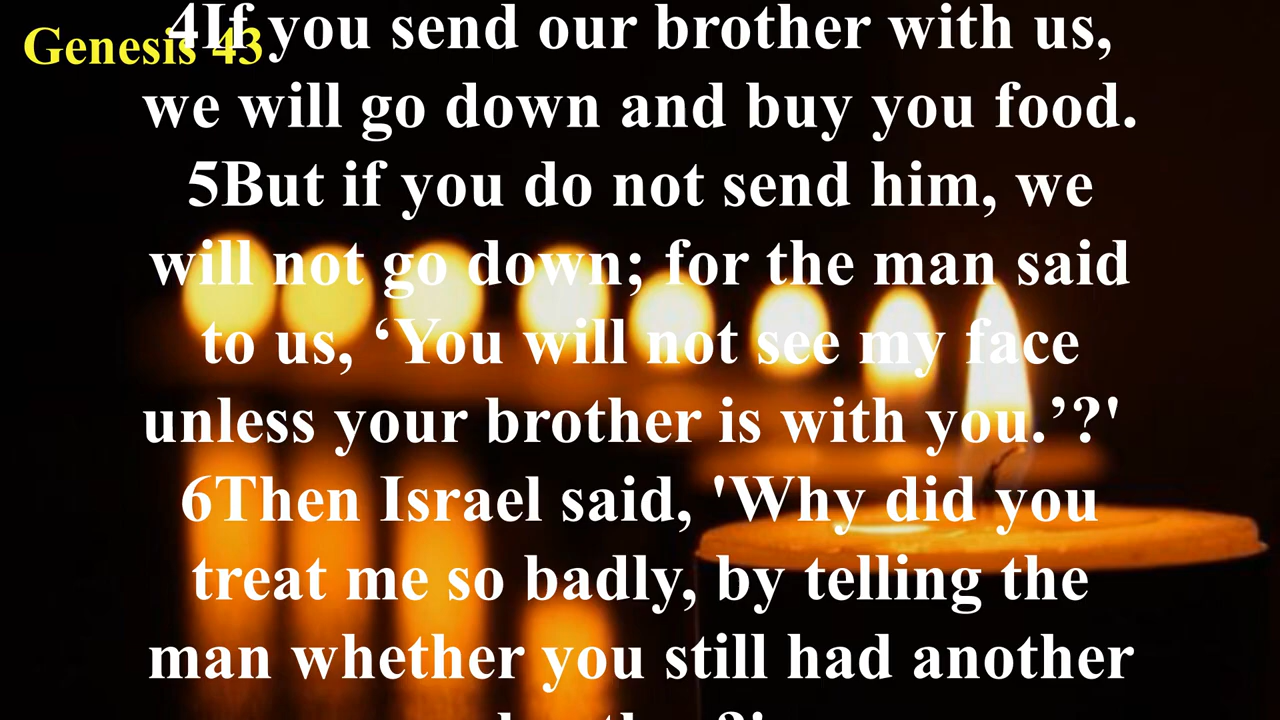 Genesis 43
4If you send our brother with us,
we will go down and buy you food.
5But if you do not send him, we
will not go down; for the man said
to us, ‘You will not see my face
unless your brother is with you.’?'
6Then Israel said, 'Why did you
treat me so badly, by telling the
man whether you still had another